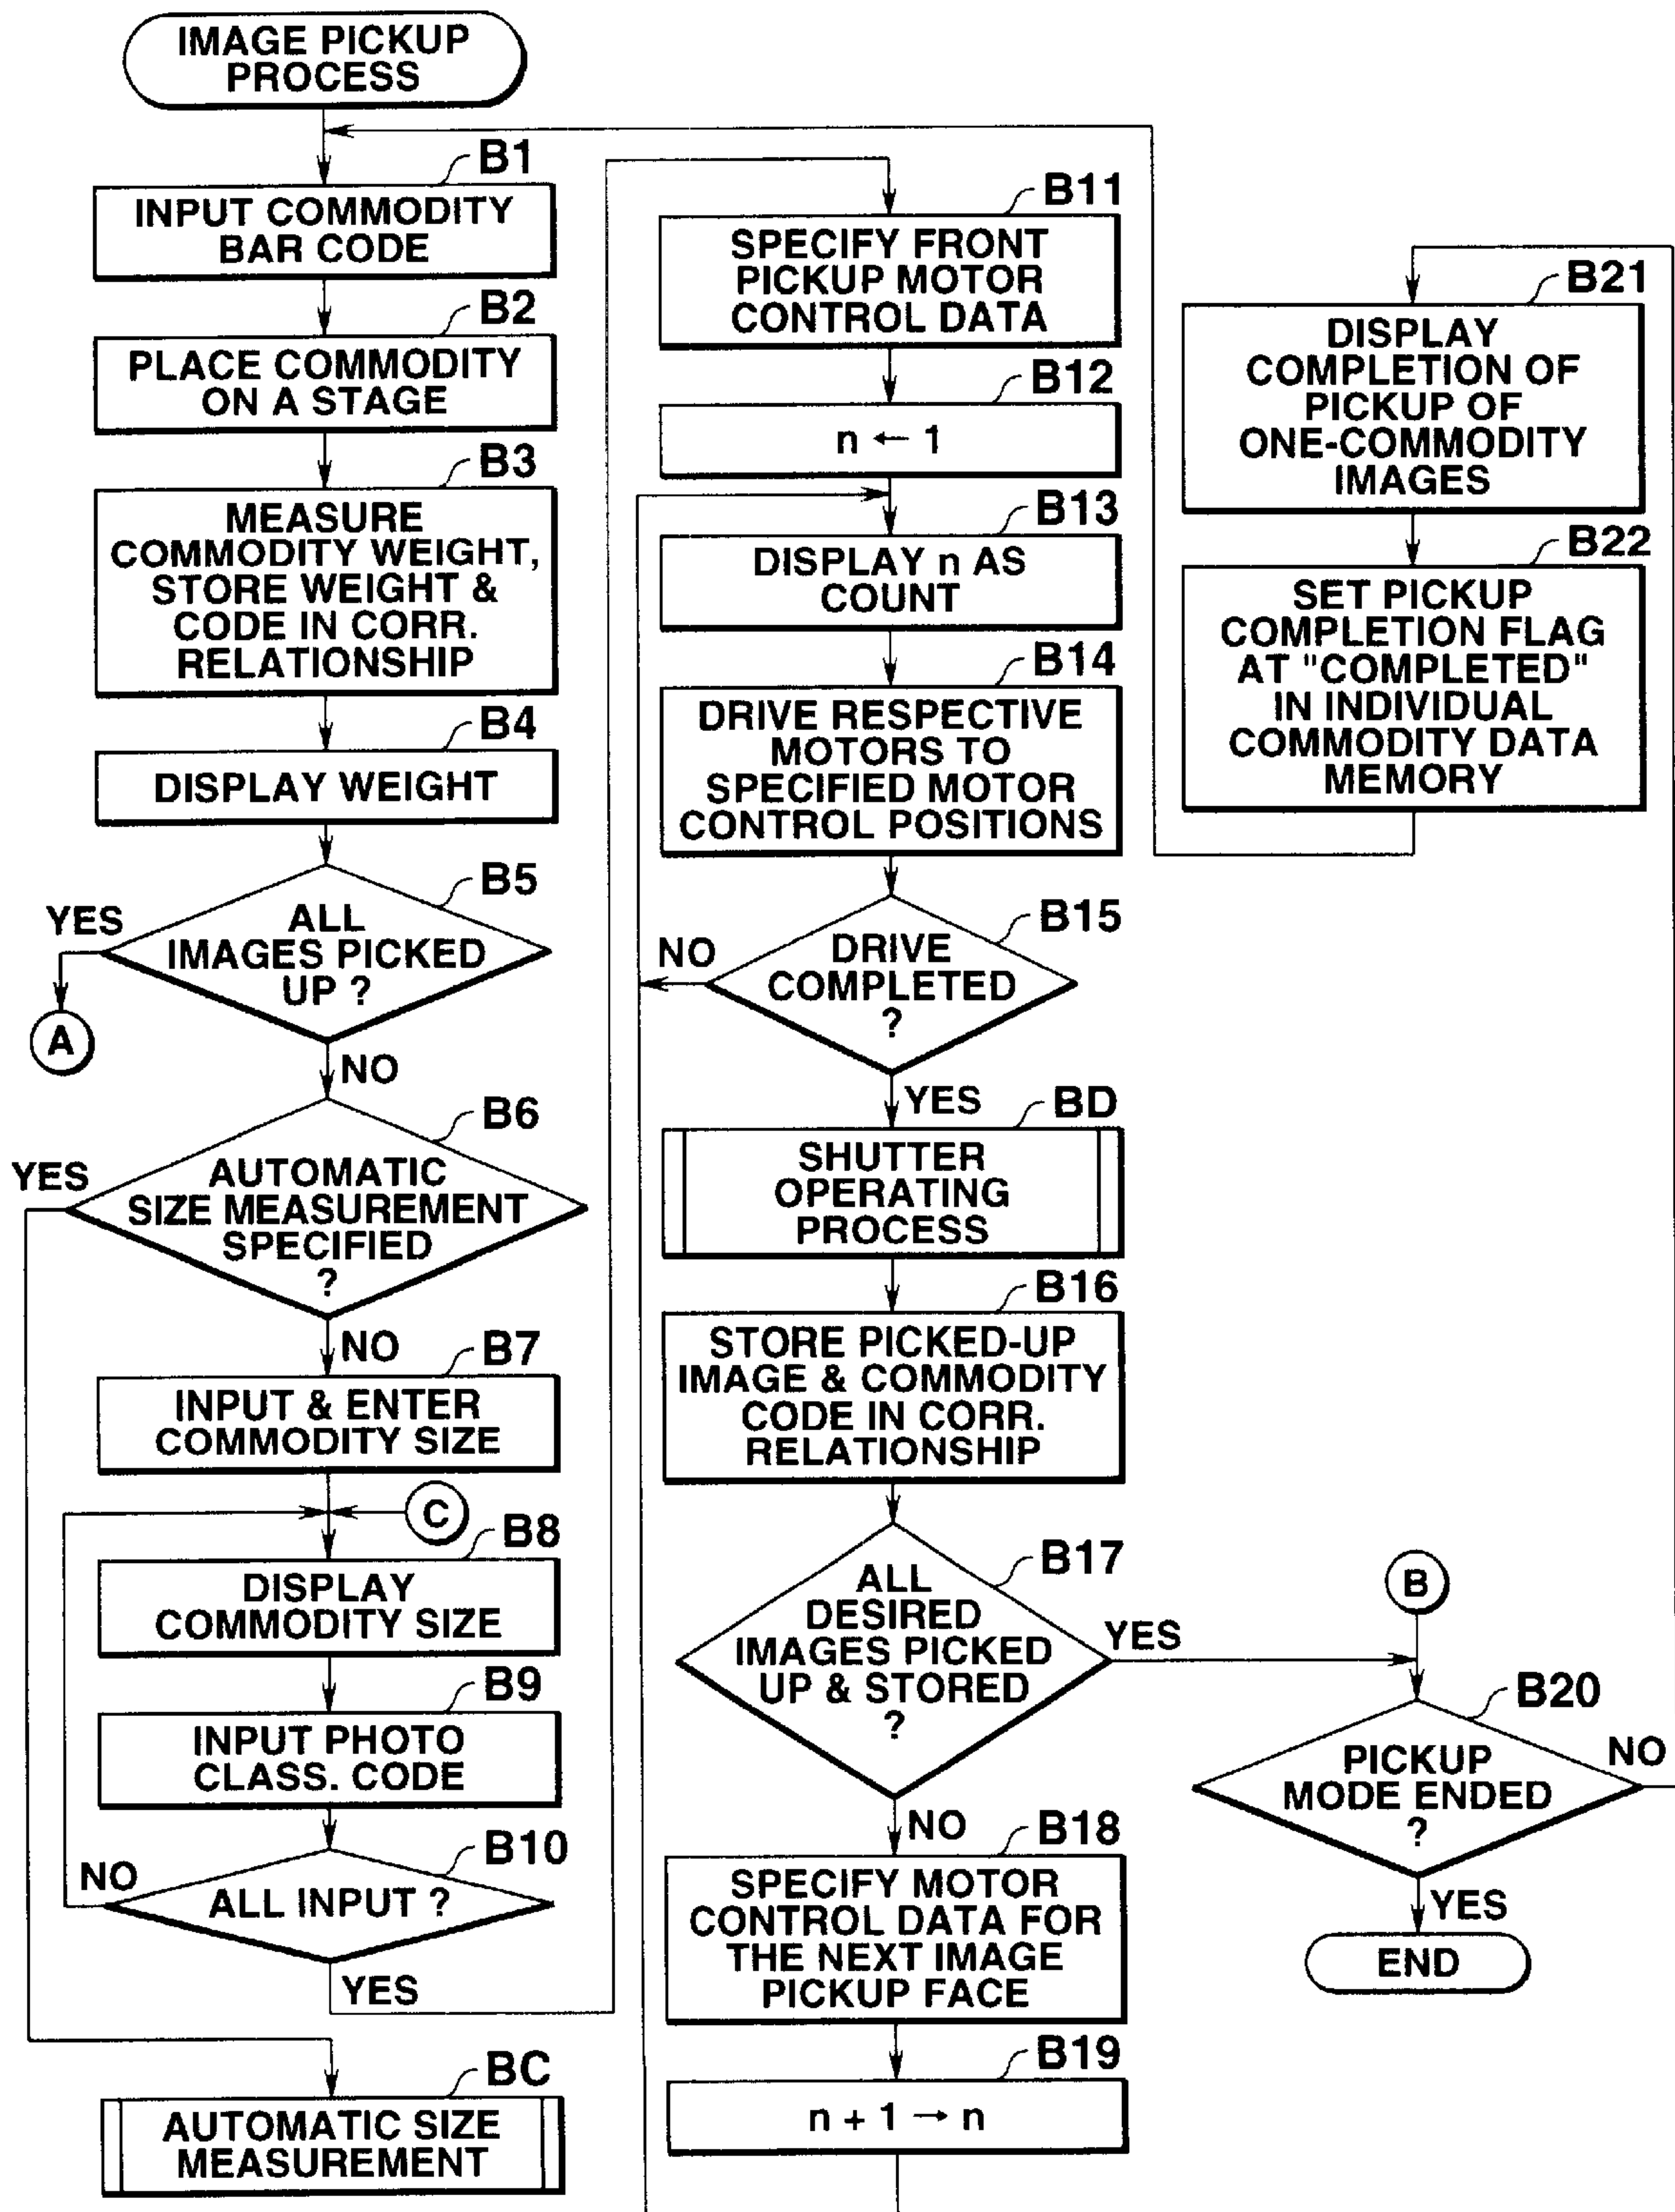 IMAGE PICKUP
PROCESS
B1
INPUT COMMODITY
BAR CODE
B2
PLACE COMMODITY
ON A STAGE
B3
MEASURE
COMMODITY WEIGHT,
STORE WEIGHT &
CODE IN CORR.
RELATIONSHIP
B4
DISPLAY WEIGHT
B5
YES
ALL
IMAGES PICKED
UP ?
A
NO
B6
YES
AUTOMATIC
SIZE MEASUREMENT
SPECIFIED
?
NO
B7
INPUT & ENTER
COMMODITY SIZE
C
B8
DISPLAY
COMMODITY SIZE
B9
INPUT PHOTO
CLASS. CODE
B10
NO
ALL INPUT ?
YES
BC
AUTOMATIC SIZE
MEASUREMENT
B11
SPECIFY FRONT
PICKUP MOTOR
CONTROL DATA
B12
n ← 1
B13
DISPLAY n AS
COUNT
B14
DRIVE RESPECTIVE
MOTORS TO
SPECIFIED MOTOR
CONTROL POSITIONS
B15
NO
DRIVE
COMPLETED
?
YES
BD
SHUTTER
OPERATING
PROCESS
B16
STORE PICKED-UP
IMAGE & COMMODITY
CODE IN CORR.
RELATIONSHIP
B17
ALL
DESIRED
IMAGES PICKED
UP & STORED
?
YES
NO
B18
SPECIFY MOTOR
CONTROL DATA FOR
THE NEXT IMAGE
PICKUP FACE
B19
n + 1 → n
B21
DISPLAY
COMPLETION OF
PICKUP OF
ONE-COMMODITY
IMAGES
B22
SET PICKUP
COMPLETION FLAG
AT "COMPLETED"
IN INDIVIDUAL
COMMODITY DATA
MEMORY
B
B20
PICKUP
MODE ENDED
?
NO
YES
END